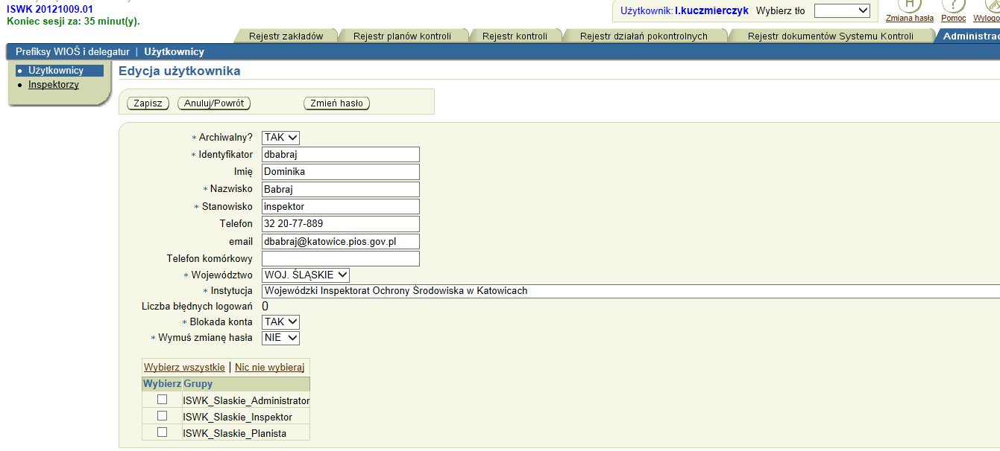 ISWK 20121009.01
Koniec sesji za: 35 minut(y).
Użytkownik: l.kuczmierczyk Wybierz tło
H ?
Zmiana hasła Pomoc Wylogo
Rejestr zakładów Rejestr planów kontroli Rejestr kontroli Rejestr działań pokontrolnych Rejestr dokumentów Systemu Kontroli Administrac
Prefiksy WIOŚ i delegatur | Użytkownicy
• Użytkownicy
• Inspektorzy
Edycja użytkownika
Zapisz Anuluj/Powrót Zmień hasło
* Archiwalny? TAK
* Identyfikator dbabraj
Imię Dominika
* Nazwisko Babraj
* Stanowisko inspektor
Telefon 32 20-77-889
email dbabraj@katowice.pios.gov.pl
Telefon komórkowy
* Województwo WOJ. ŚLĄSKIE
* Instytucja Wojewódzki Inspektorat Ochrony Środowiska w Katowicach
Liczba błędnych logowań 0
* Blokada konta TAK
* Wymuś zmianę hasła NIE
Wybierz wszystkie | Nic nie wybieraj
Wybierz Grupy
ISWK_Slaskie_Administrator
ISWK_Slaskie_Inspektor
ISWK_Slaskie_Planista